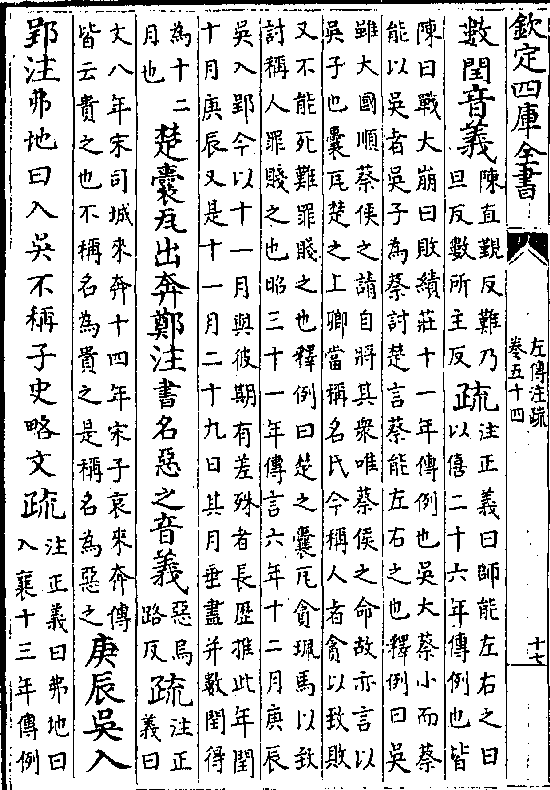 欽定四庫全書
左傳注疏
卷五十四
十七
數閏音義
陳直覲反難乃
旦反數所主反
疏
注正義曰師能左右之曰
以僖二十六年傳例也皆
陳曰戰大崩曰敗績莊十一年傳例也吳大蔡小而蔡
能以吳者吳子為蔡討楚言蔡能左右之也釋例曰吳
雖大國順蔡侯之請自將其衆唯蔡侯之命故亦言以
吳子也囊瓦楚之上卿當稱名氏今稱人者貪以致敗
又不能死難罪賤之也釋例曰楚之囊瓦貪珮馬以致
討稱人罪賤之也昭三十一年傳言六年十二月庚辰
吳入郢今以十一月與彼期有差殊者長歷推此年閏
十月庚辰又是十一月二十九日其月垂盡并數閏得
為十二
月也
楚囊瓦出奔鄭注書名惡之音義
惡烏
路反
疏
注正
義曰
文八年宋司城來奔十四年宋子哀來奔傳
皆云貴之也不稱名為貴之是稱名為惡之
庚辰吳入
郢注弗地曰入吳不稱子史略文疏
注正義曰弗地曰
入襄十三年傳例